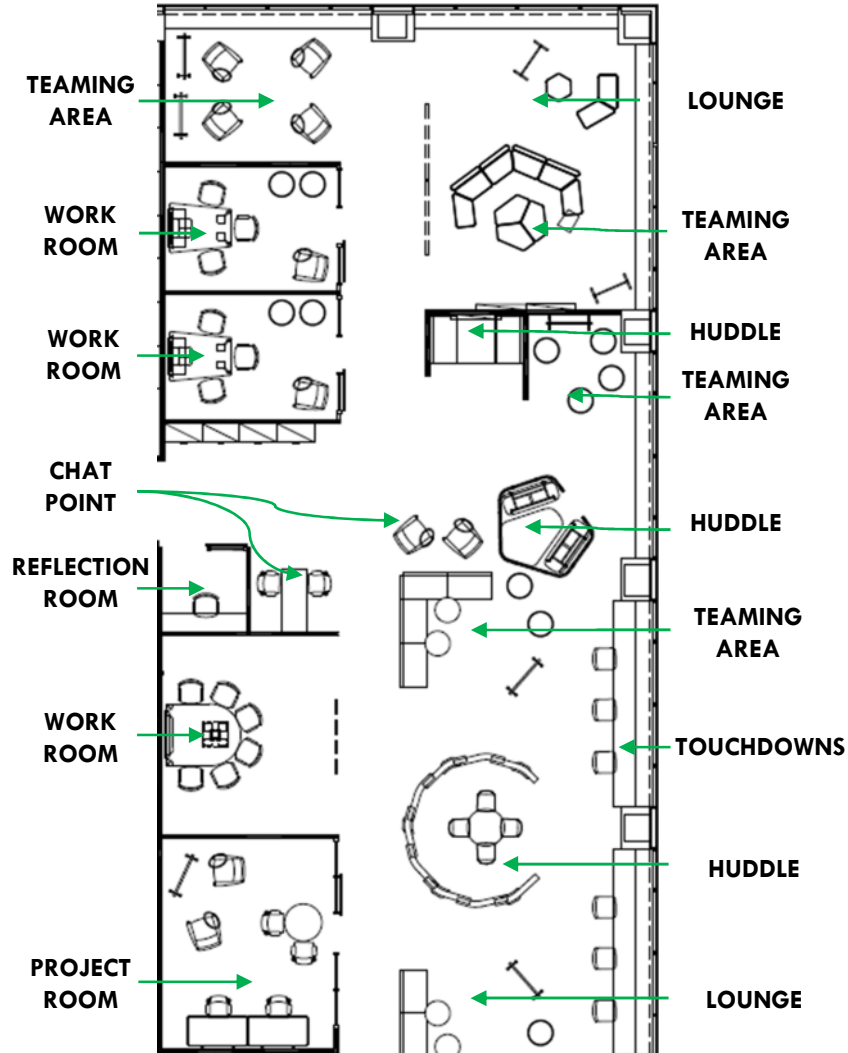 TEAMING
AREA
LOUNGE
WORK
ROOM
TEAMING
AREA
WORK
ROOM
HUDDLE
TEAMING
AREA
CHAT
POINT
HUDDLE
REFLECTION
ROOM
TEAMING
AREA
WORK
ROOM
TOUCHDOWNS
HUDDLE
PROJECT
ROOM
LOUNGE